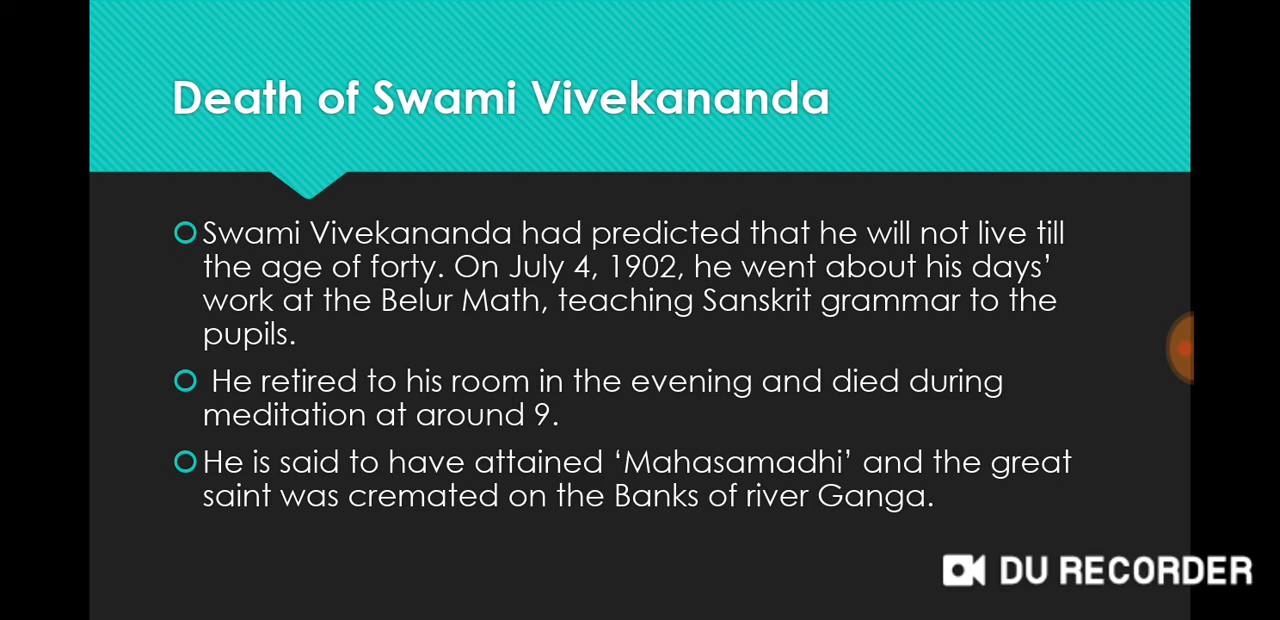 Death of Swami Vivekananda
Swami Vivekananda had predicted that he will not live till
the age of forty. On July 4, 1902, he went about his days’
work at the Belur Math, teaching Sanskrit grammar to the
pupils.
He retired to his room in the evening and died during
meditation at around 9.
He is said to have attained ‘Mahasamadhi’ and the great
saint was cremated on the Banks of river Ganga.
DU RECORDER